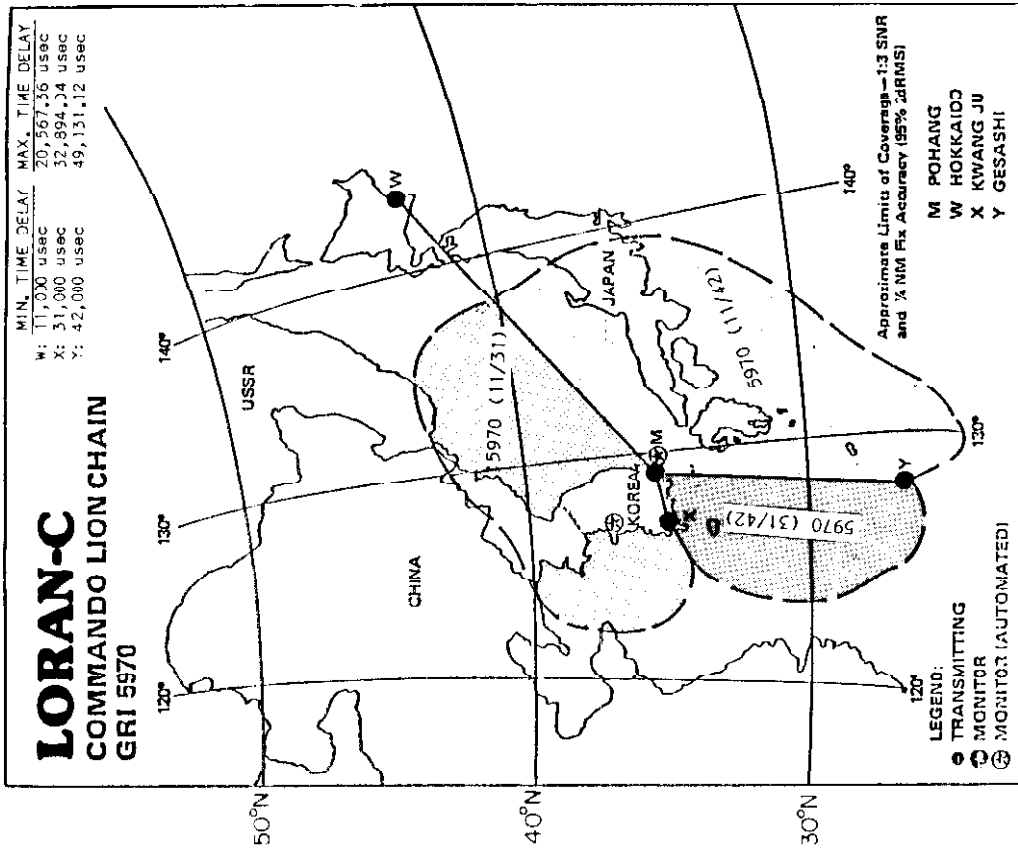 LORAN-C
COMMANDO LION CHAIN
GRI 5970
MIN. TIME DELAY MAX. TIME DELAY
W: 11,000 usec 20,567.36 usec
X: 31,000 usec 32,894.04 usec
Y: 42,000 usec 49,131.12 usec
140°
USSR
130°
120°
50°N
CHINA
W
5970 (11/31)
40°N
KOREA
M
JAPAN
140°
X
5970 (11/42)
5970 (31/42)
30°N
Y
130°
120°
LEGEND:
TRANSMITTING
MONITOR
MONITOR (AUTOMATED)
Approximate Limits of Coverage—1:3 SNR
and ¼ NM Fix Accuracy (95% 2dRMS)
M POHANG
W HOKKAIDO
X KWANG JU
Y GESASHI